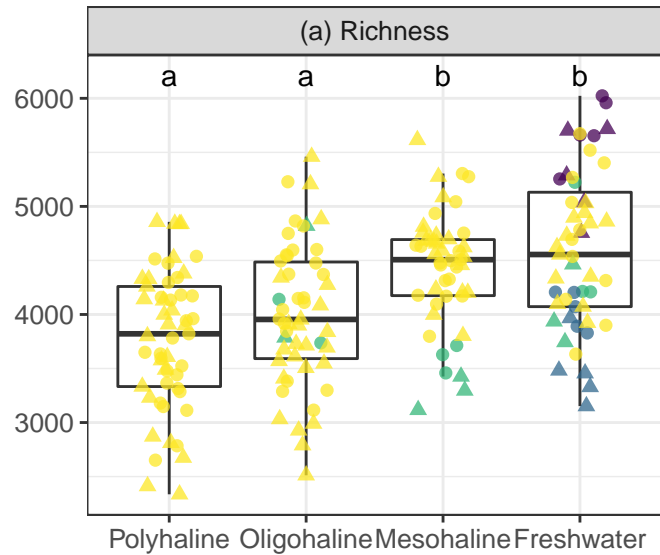 (a) Richness
a a b b
6000
5000
4000
3000
Polyhaline Oligohaline Mesohaline Freshwater